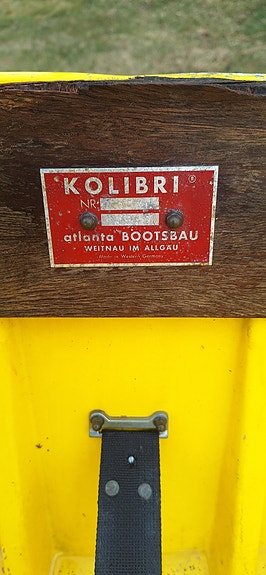 KOLIBRI ®
NR.
atlanta BOOTSBAU
WEITNAU IM ALLGÄU
Made in Western Germany